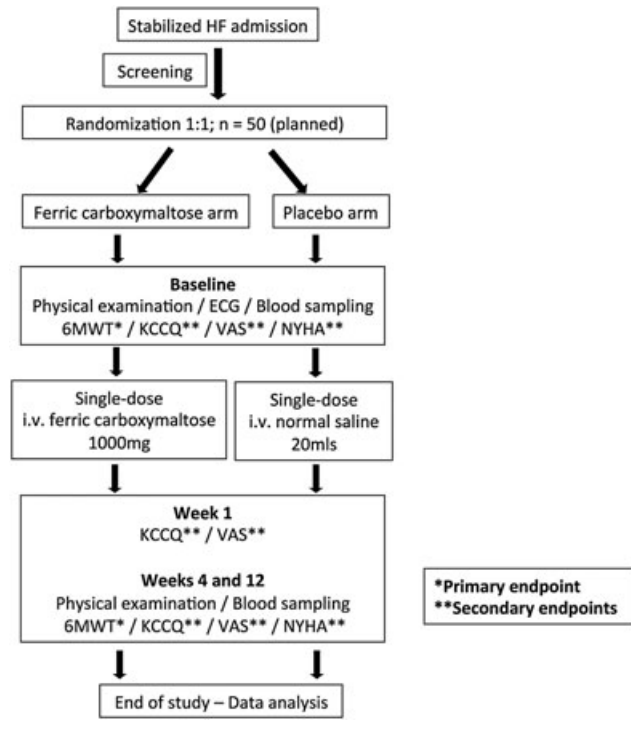 Stabilized HF admission
Screening
Randomization 1:1; n = 50 (planned)
Ferric carboxymaltose arm
Placebo arm
Baseline
Physical examination / ECG / Blood sampling
6MWT* / KCCQ** / VAS** / NYHA**
Single-dose
i.v. ferric carboxymaltose
1000mg
Single-dose
i.v. normal saline
20mls
Week 1
KCCQ** / VAS**
Weeks 4 and 12
Physical examination / Blood sampling
6MWT* / KCCQ** / VAS** / NYHA**
*Primary endpoint
**Secondary endpoints
End of study – Data analysis